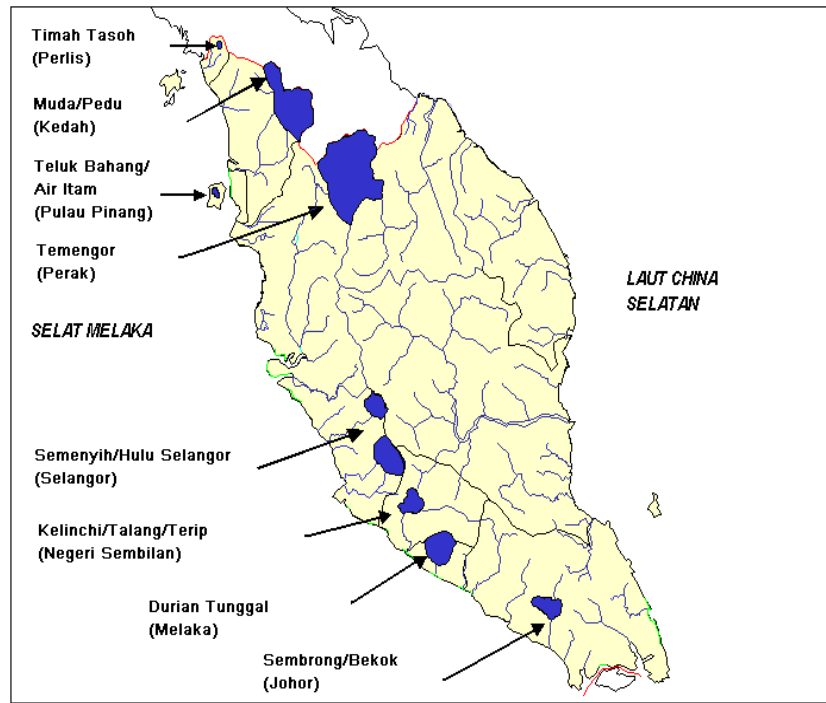 Timah Tasoh
(Perlis)
Muda/Pedu
(Kedah)
Teluk Bahang/
Air Itam
(Pulau Pinang)
Temengor
(Perak)
LAUT CHINA
SELATAN
SELAT MELAKA
Semenyih/Hulu Selangor
(Selangor)
Kelinchi/Talang/Terip
(Negeri Sembilan)
Durian Tunggal
(Melaka)
Sembrong/Bekok
(Johor)